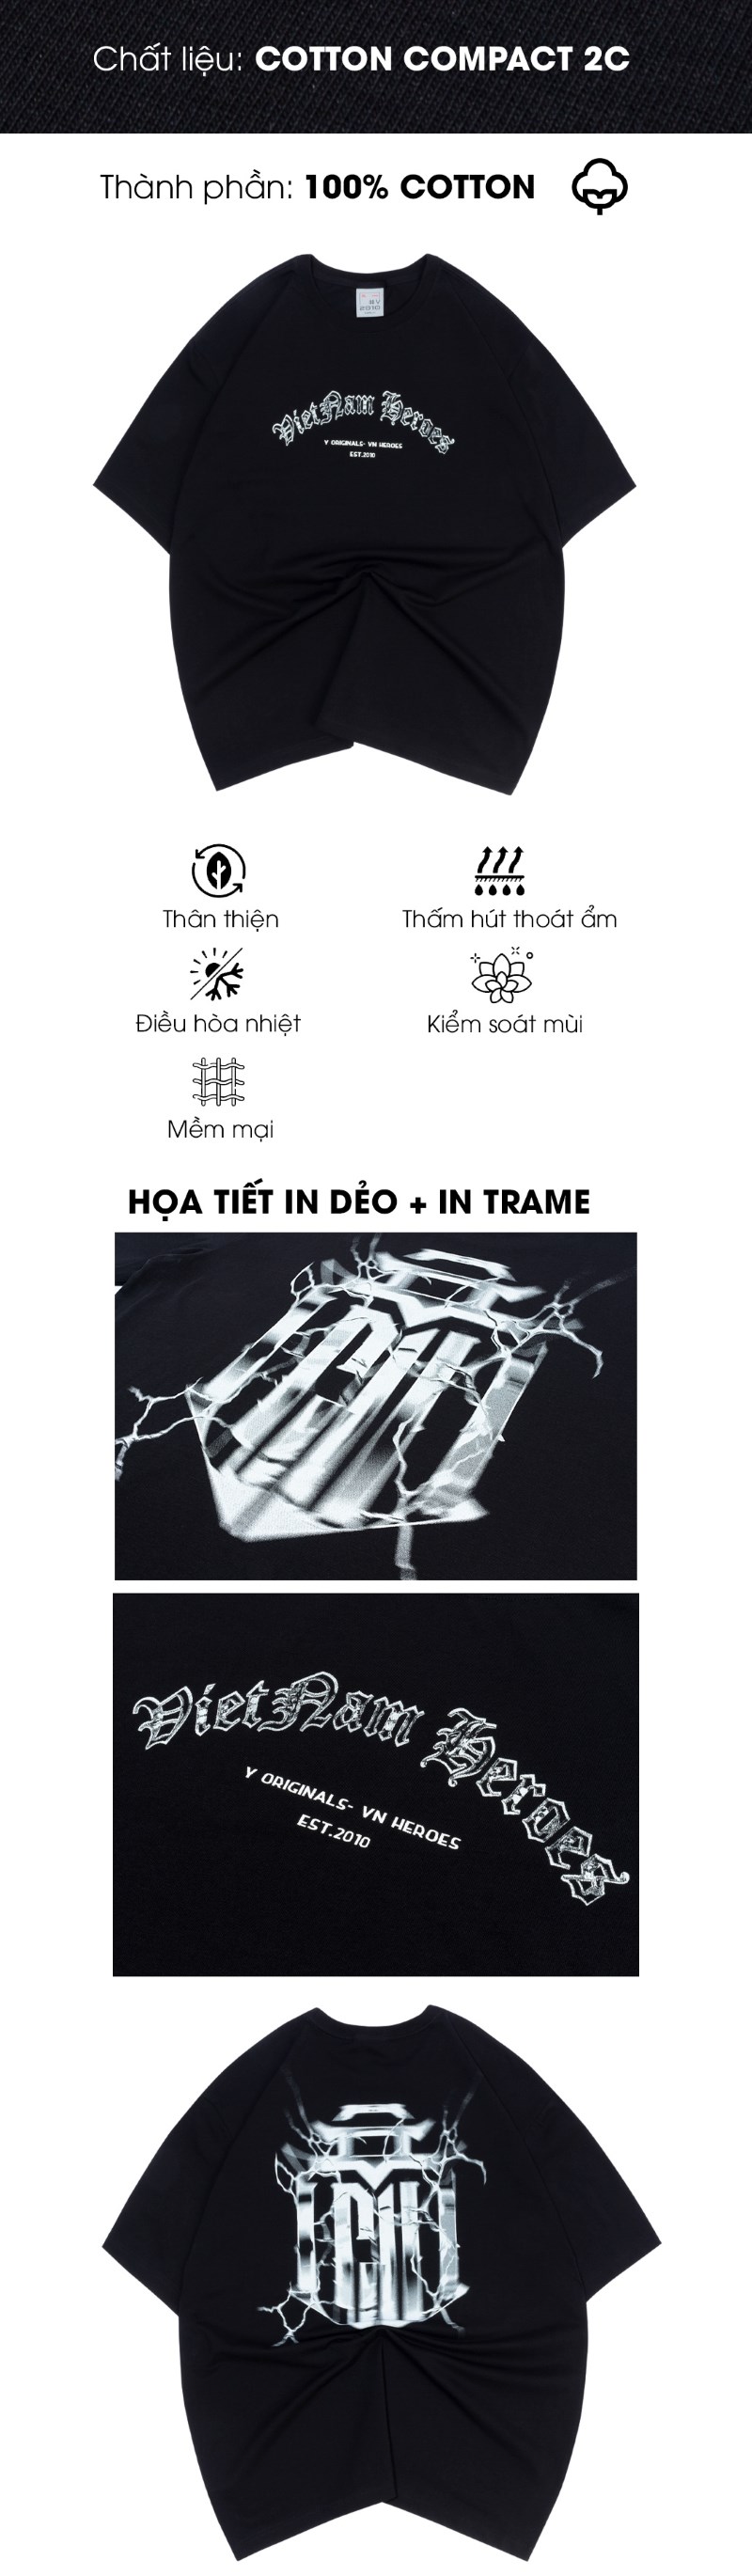 Chất liệu: COTTON COMPACT 2C
Thành phần: 100% COTTON
VietNam Heroes
Y ORIGINALS- VN HEROES
EST.2010
Thân thiện
Thấm hút thoát ẩm
Điều hòa nhiệt
Kiểm soát mùi
Mềm mại
HỌA TIẾT IN DẺO + IN TRAME
VietNam Heroes
Y ORIGINALS- VN HEROES
EST.2010